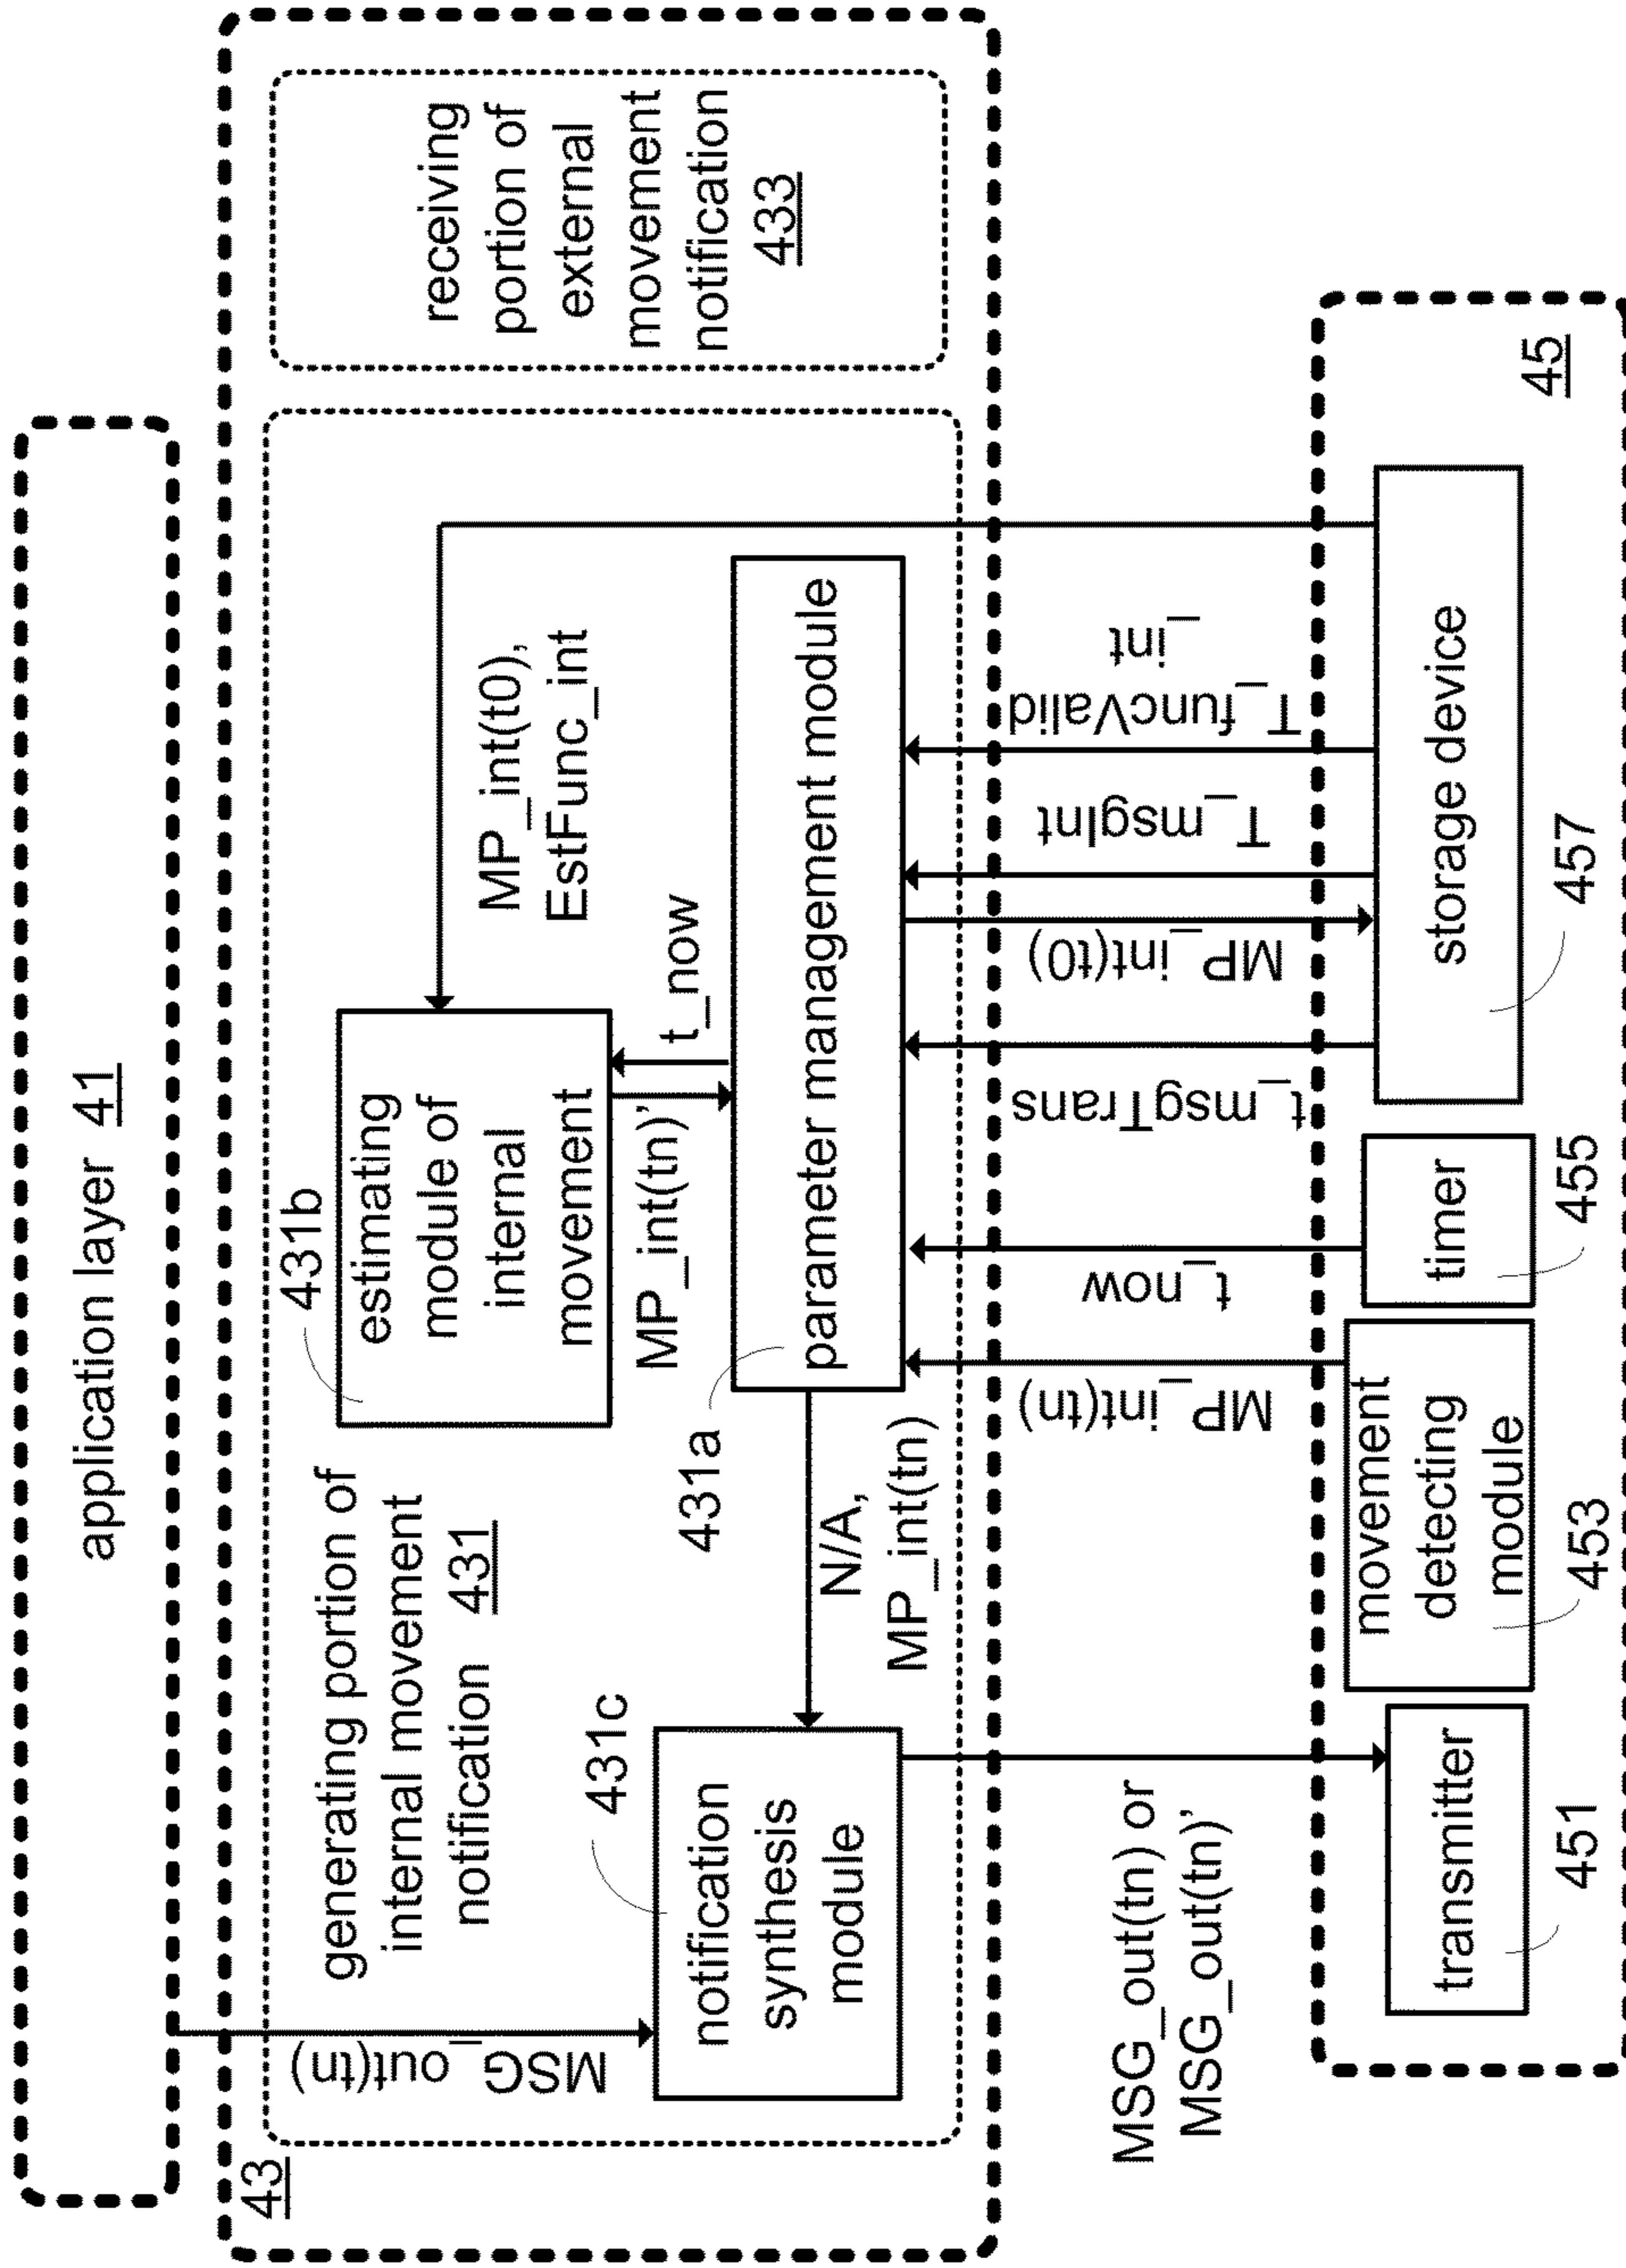 application layer 41
43
generating portion of
internal movement
notification 431
MSG_out(tn)
431b
estimating
module of
internal
movement
MP_int(t0),
EstFunc_int
t_now
MP_int(tn)'
431c
notification
synthesis
module
N/A,
MP_int(tn)
431a
parameter management module
receiving
portion of
external
movement
notification
433
MSG_out(tn) or
MSG_out(tn)'
MP_int(tn)
t_now
t_msgTrans
MP_int(t0)
T_msgInt
T_funcValid
_int
45
transmitter
451
movement
detecting
module
453
timer
455
storage device
457